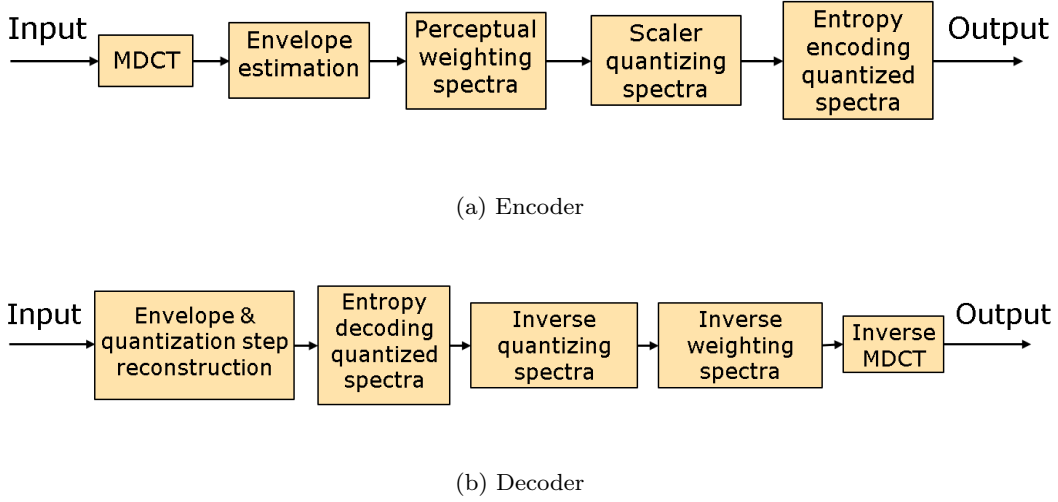 Input
MDCT
Envelope
estimation
Perceptual
weighting
spectra
Scaler
quantizing
spectra
Entropy
encoding
quantized
spectra
Output
(a) Encoder
Input
Envelope &
quantization step
reconstruction
Entropy
decoding
quantized
spectra
Inverse
quantizing
spectra
Inverse
weighting
spectra
Inverse
MDCT
Output
(b) Decoder